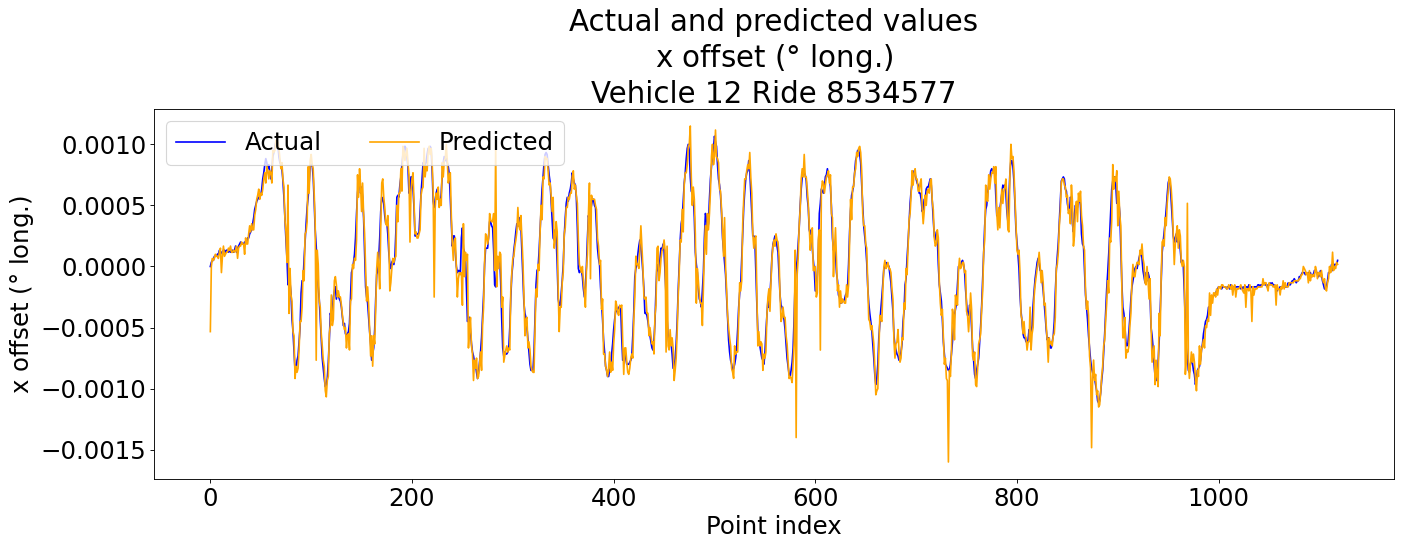 Actual and predicted values
x offset (° long.)
Vehicle 12 Ride 8534577
Actual
Predicted
x offset (° long.)
0.0010
0.0005
0.0000
−0.0005
−0.0010
−0.0015
0
200
400
600
800
1000
Point index